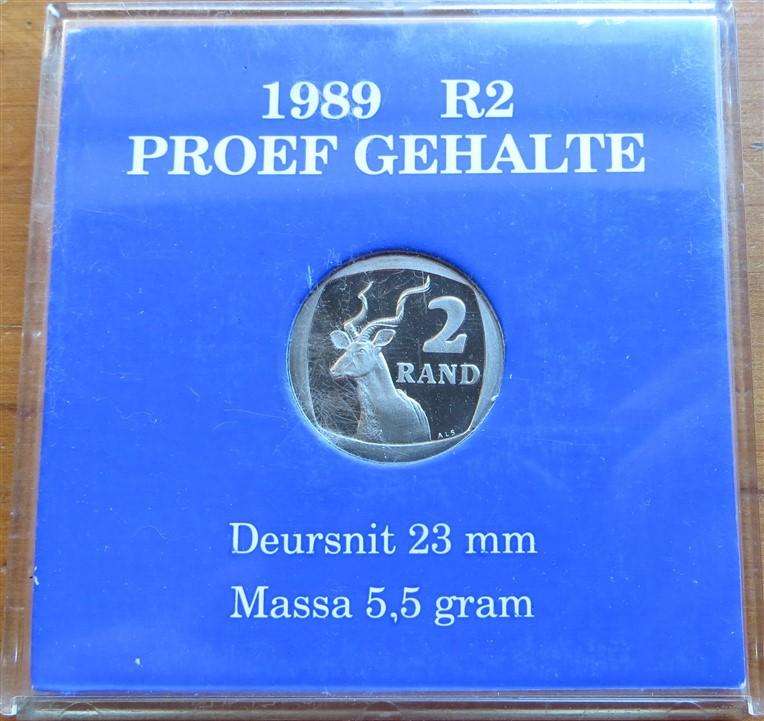 1989 R2
PROEF GEHALTE
2
RAND
ALS
Deursnit 23 mm
Massa 5,5 gram